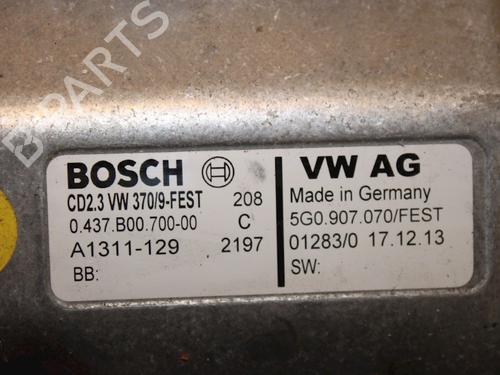 B PARTS
BOSCH
CD2.3 VW 370/9-FEST 208
0.437.B00.700-00 C
A1311-129 2197
BB:
VW AG
Made in Germany
5G0.907.070/FEST
01283/0 17.12.13
SW: